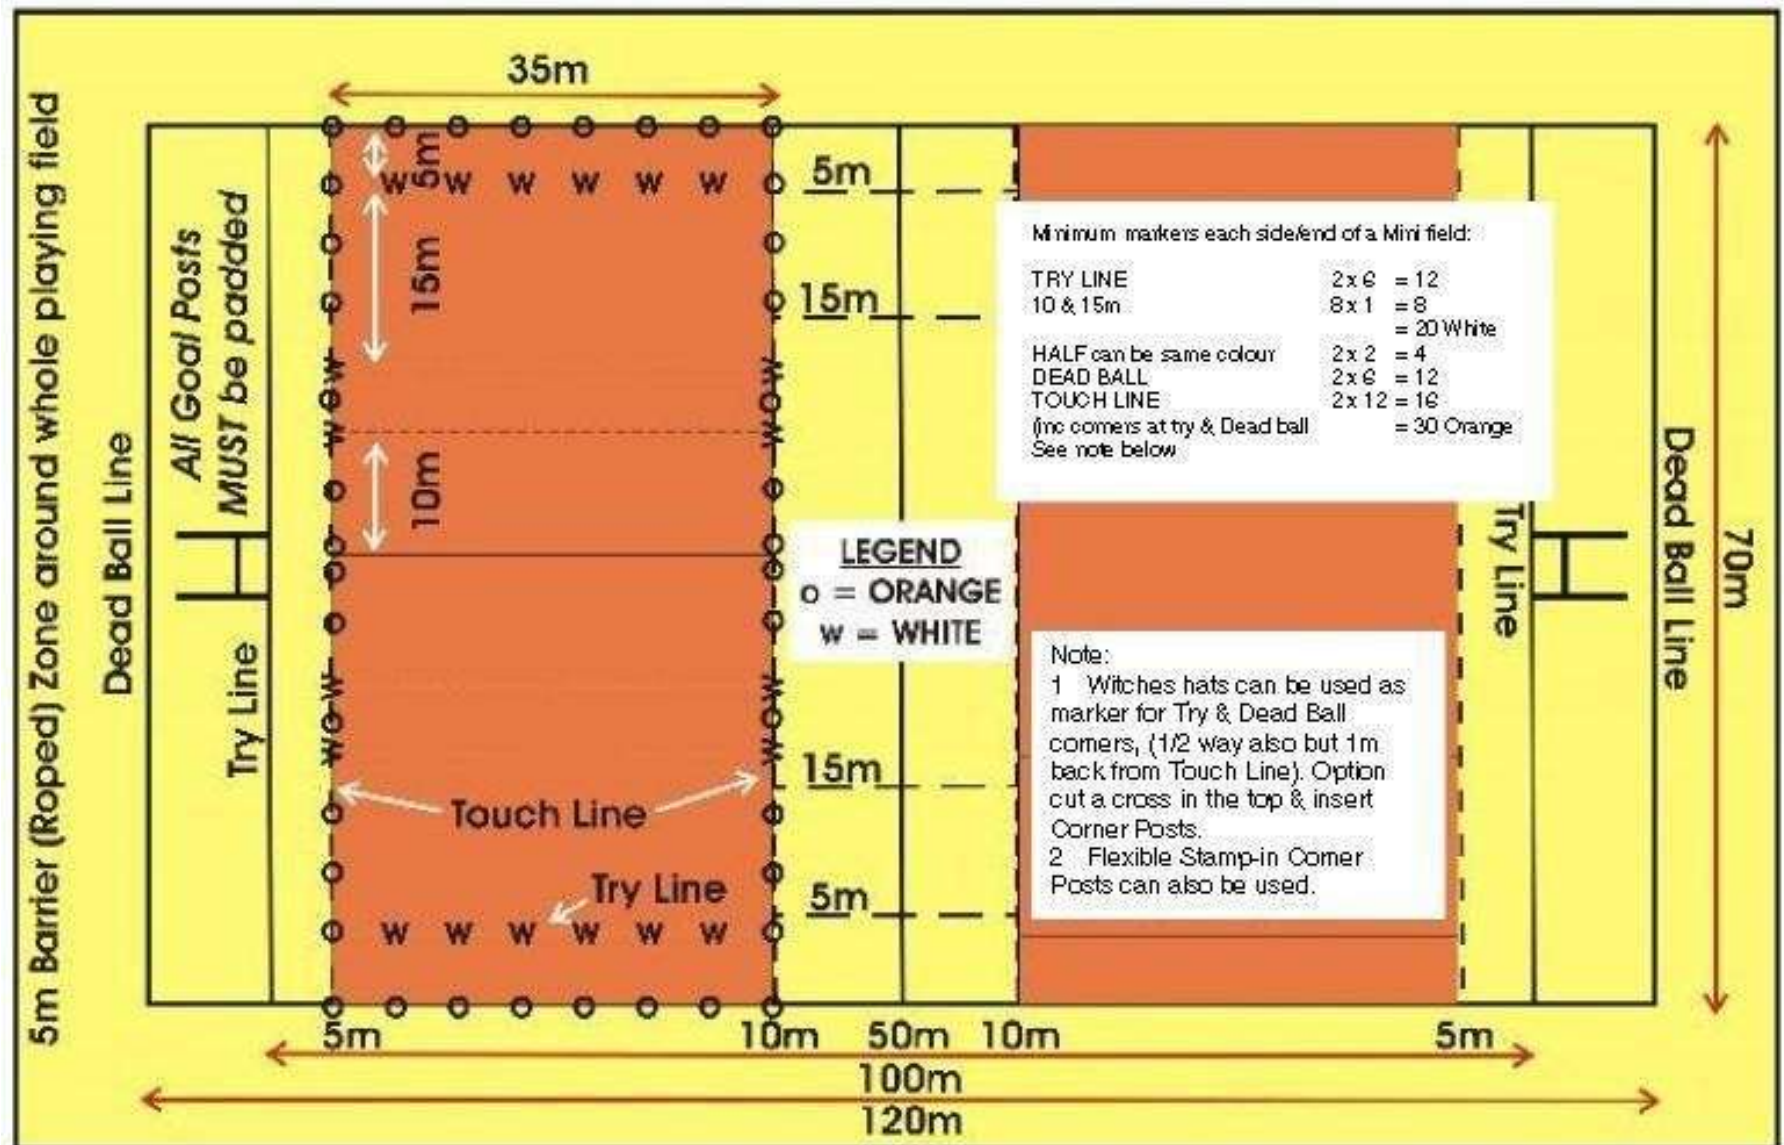 35m
5m Barrier (Roped) Zone around whole playing field
Dead Ball Line
All Goal Posts
MUST be padded
Try Line
5m
w w w w w w
15m
w
o
w
10m
w
o
w
w
o
w
w
o
w
Touch Line
Try Line
w w w w w w
5m
15m
15m
5m
LEGEND
o = ORANGE
w = WHITE
Minimum markers each side/end of a Mini field:
TRY LINE 2 x 6 = 12
10 & 15m 8 x 1 = 8
= 20 White
HALF can be same colour 2 x 2 = 4
DEAD BALL 2 x 6 = 12
TOUCH LINE 2 x 12 = 16
(inc corners at try & Dead ball = 30 Orange
See note below
Note:
1 Witches hats can be used as
marker for Try & Dead Ball
corners, (1/2 way also but 1m
back from Touch Line). Option
cut a cross in the top & insert
Corner Posts.
2 Flexible Stamp-in Corner
Posts can also be used.
Try Line
Dead Ball Line
70m
5m 10m 50m 10m 5m
100m
120m